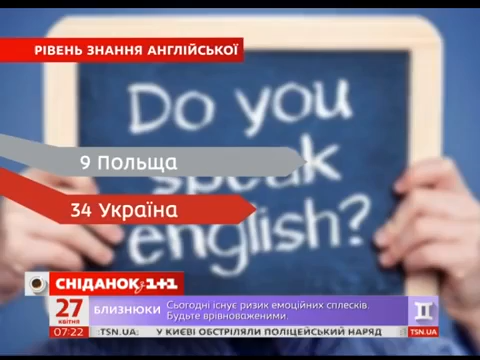 РІВЕНЬ ЗНАННЯ АНГЛІЙСЬКОЇ
Do you
9 Польща
speak
34 Україна
english?
СНІДАНОК з 1+1
27
КВІТНЯ
БЛИЗНЮКИ
Сьогодні існує ризик емоційних сплесків.
Будьте врівноваженими.
07:22
TSN.UA:
У КИЄВІ ОБСТРІЛЯЛИ ПОЛІЦЕЙСЬКИЙ НАРЯД
TSN.UA